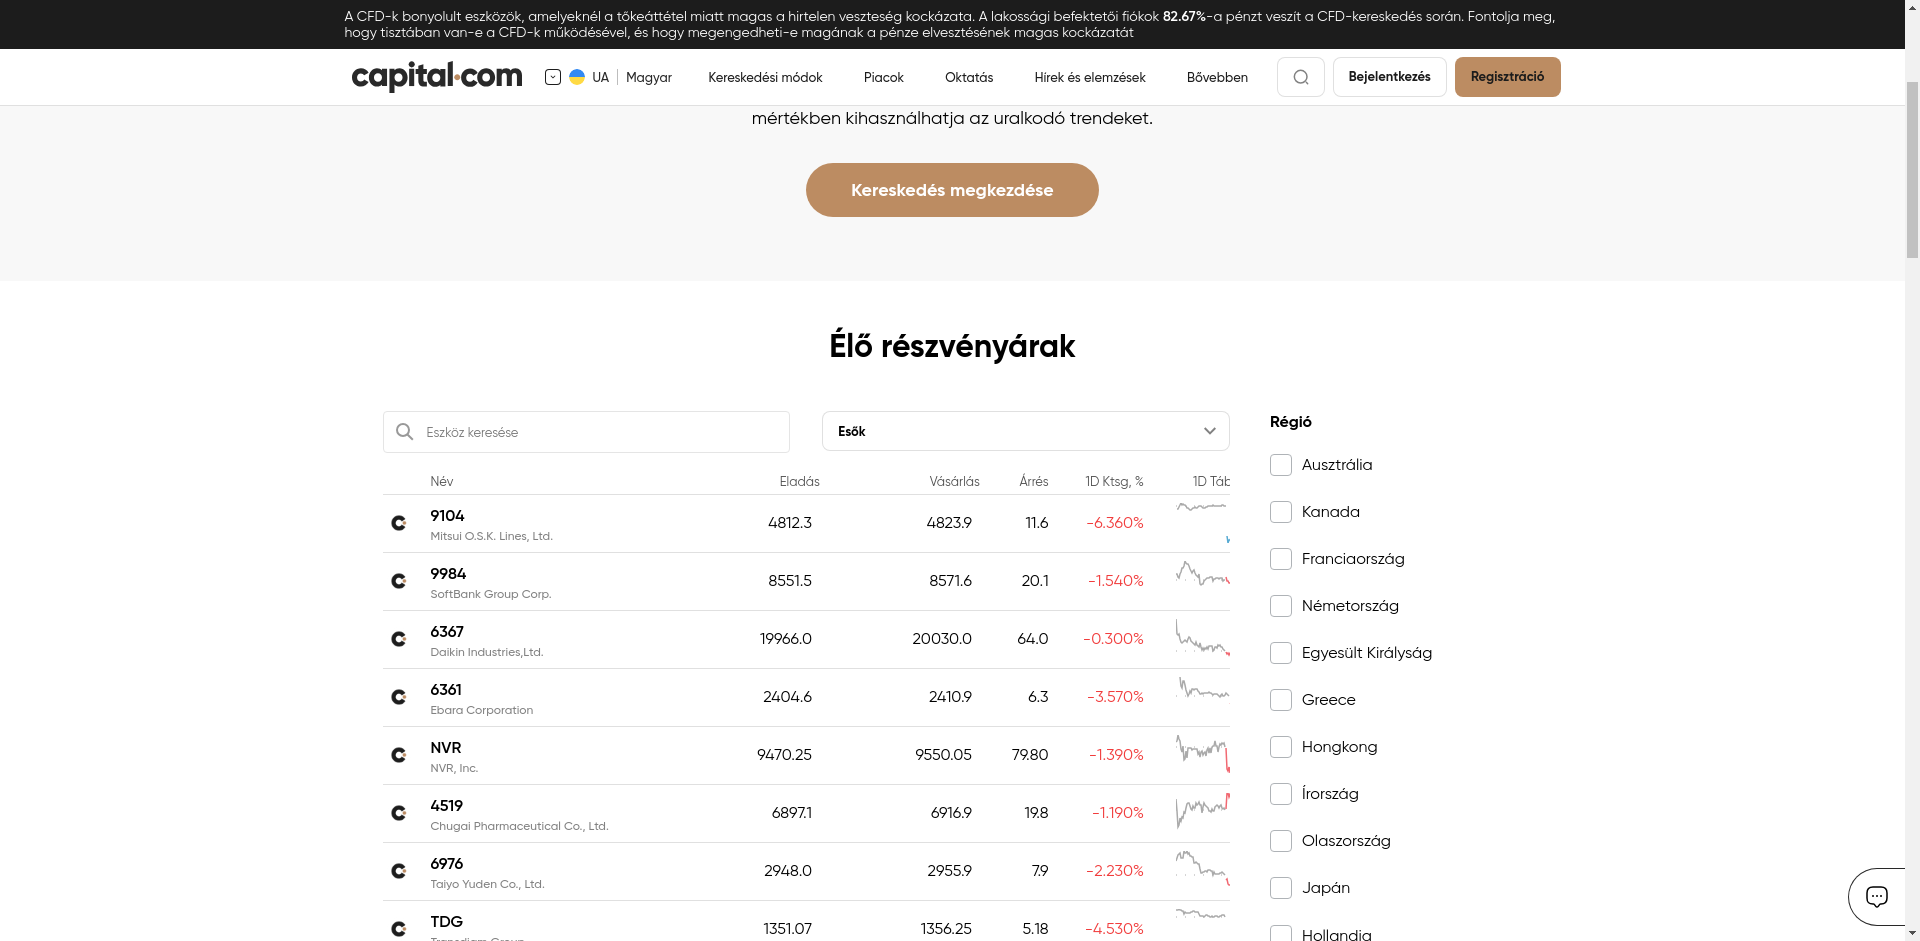 A CFD-k bonyolult eszközök, amelyeknél a tőkeáttétel miatt magas a hirtelen veszteség kockázata. A lakossági befektetői fiókok 82.67%-a pénzt veszít a CFD-kereskedés során. Fontolja meg,
hogy tisztában van-e a CFD-k működésével, és hogy megengedheti-e magának a pénze elvesztésének magas kockázatát
capital.com UA Magyar Kereskedési módok Piacok Oktatás Hírek és elemzések Bővebben Bejelentkezés Regisztráció
mértékben kihasználhatja az uralkodó trendeket.
Kereskedés megkezdése
Élő részvényárak
Eszköz keresése Esők
Név Eladás Vásárlás Árrés 1D Ktsg, % 1D Táb
9104 4812.3 4823.9 11.6 -6.360%
Mitsui O.S.K. Lines, Ltd.
9984 8551.5 8571.6 20.1 -1.540%
SoftBank Group Corp.
6367 19966.0 20030.0 64.0 -0.300%
Daikin Industries,Ltd.
6361 2404.6 2410.9 6.3 -3.570%
Ebara Corporation
NVR 9470.25 9550.05 79.80 -1.390%
NVR, Inc.
4519 6897.1 6916.9 19.8 -1.190%
Chugai Pharmaceutical Co., Ltd.
6976 2948.0 2955.9 7.9 -2.230%
Taiyo Yuden Co., Ltd.
TDG 1351.07 1356.25 5.18 -4.530%
Régió
Ausztrália
Kanada
Franciaország
Németország
Egyesült Királyság
Greece
Hongkong
Írország
Olaszország
Japán
Hollandia